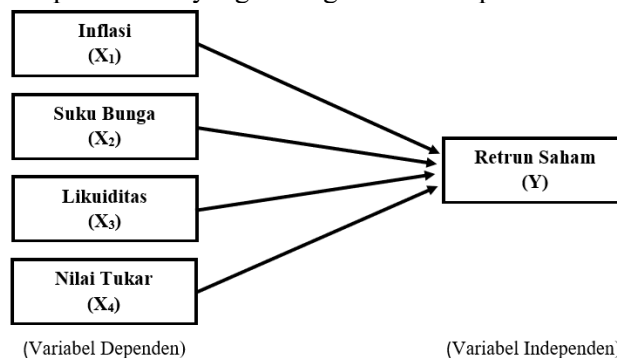 Inflasi
(X₁)
Suku Bunga
(X₂)
Likuiditas
(X₃)
Nilai Tukar
(X₄)
Retrun Saham
(Y)
(Variabel Dependen)
(Variabel Independen)